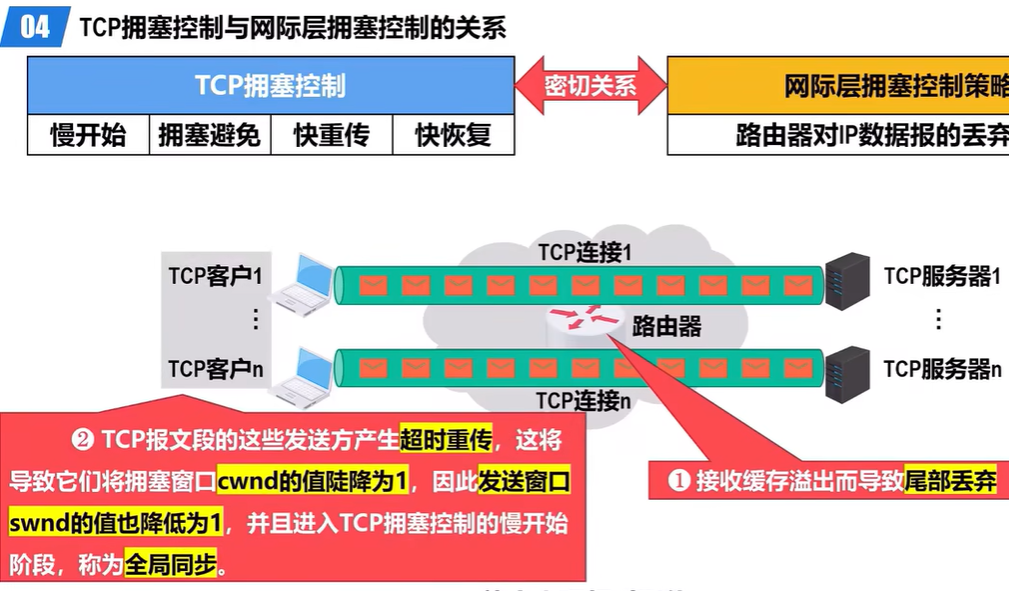 04 TCP拥塞控制与网际层拥塞控制的关系
TCP拥塞控制
密切关系
网际层拥塞控制策略
慢开始 拥塞避免 快重传 快恢复
路由器对IP数据报的丢弃
TCP连接1
TCP客户1
TCP服务器1
⋮
路由器
⋮
TCP客户n
TCP服务器n
TCP连接n
❷ TCP报文段的这些发送方产生超时重传，这将
导致它们将拥塞窗口cwnd的值陡降为1，因此发送窗口
swnd的值也降低为1，并且进入TCP拥塞控制的慢开始
阶段，称为全局同步。
❶ 接收缓存溢出而导致尾部丢弃